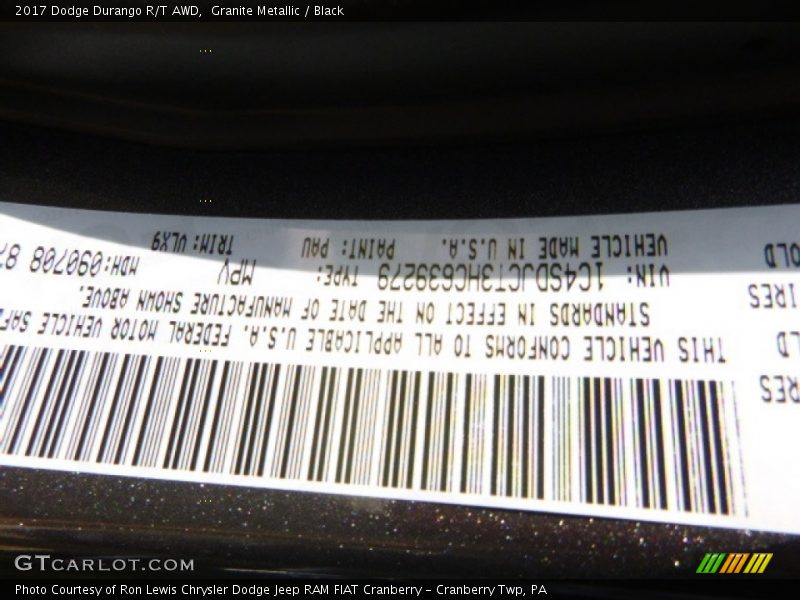 2017 Dodge Durango R/T AWD,  Granite Metallic / Black
THIS VEHICLE CONFORMS TO ALL APPLICABLE U.S.A. FEDERAL MOTOR VEHICLE
STANDARDS IN EFFECT ON THE DATE OF MANUFACTURE SHOWN ABOVE.
VIN: 1C4SDJCT3HC639279 TYPE: MPV MDH:090708
VEHICLE MADE IN U.S.A. PAINT: PAU TRIM: VLX9
GTCARLOT.COM
Photo Courtesy of Ron Lewis Chrysler Dodge Jeep RAM FIAT Cranberry – Cranberry Twp, PA